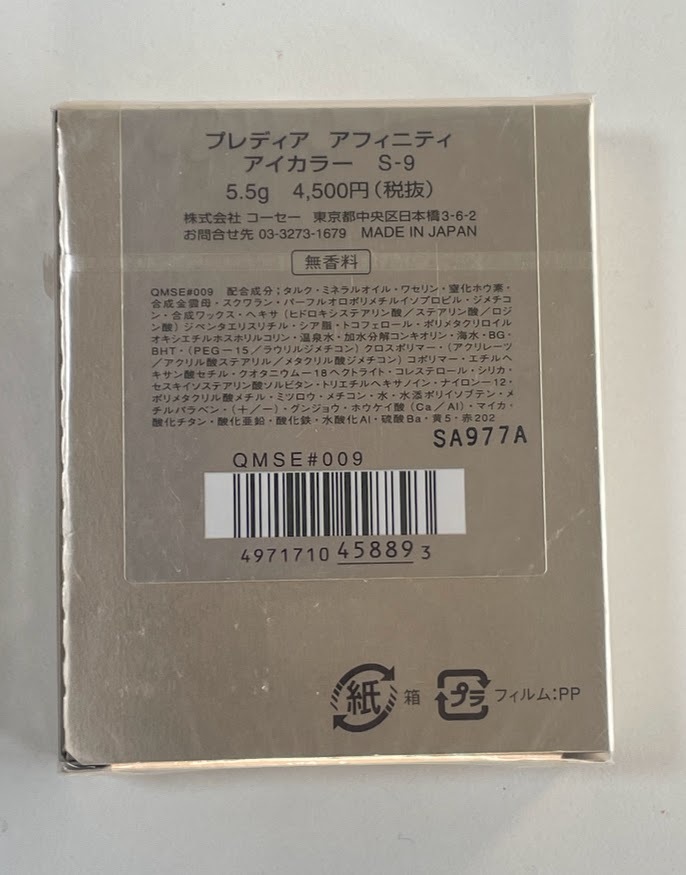 プレディア アフィニティ
アイカラー S-9
5.5g 4,500円(税抜)
株式会社 コーセー 東京都中央区日本橋3-6-2
お問合せ先 03-3273-1679 MADE IN JAPAN
無香料
QMSE#009 配合成分;タルク・ミネラルオイル・ワセリン・窒化ホウ素・
合成金雲母・スクワラン・パーフルオロポリメチルイソプロピル・ジメチコ
ン・合成ワックス・ヘキサ(ヒドロキシステアリン酸/ステアリン酸/ロジ
ン酸)ジペンタエリスリチル・シア脂・トコフェロール・ポリメタクリロイル
オキシエチルホスホリルコリン・温泉水・加水分解コンキオリン・海水・BG・
BHT・(PEG-15/ラウリルジメチコン)クロスポリマー・(アクリレーツ
/アクリル酸ステアリル/メタクリル酸ジメチコン)コポリマー・エチルヘ
キサン酸セチル・クオタニウム-18ヘクトライト・コレステロール・シリカ・
セスキイソステアリン酸ソルビタン・トリエチルヘキサノイン・ナイロン-12・
ポリメタクリル酸メチル・ミツロウ・メチコン・水・水添ポリイソブテン・メ
チルパラベン・(+/-)・グンジョウ・ホウケイ酸(Ca/Al)・マイカ・
酸化チタン・酸化亜鉛・酸化鉄・水酸化Al・硫酸Ba・黄5・赤202
SA977A
QMSE#009
4971710 458893
紙 箱 プラ フィルム:PP